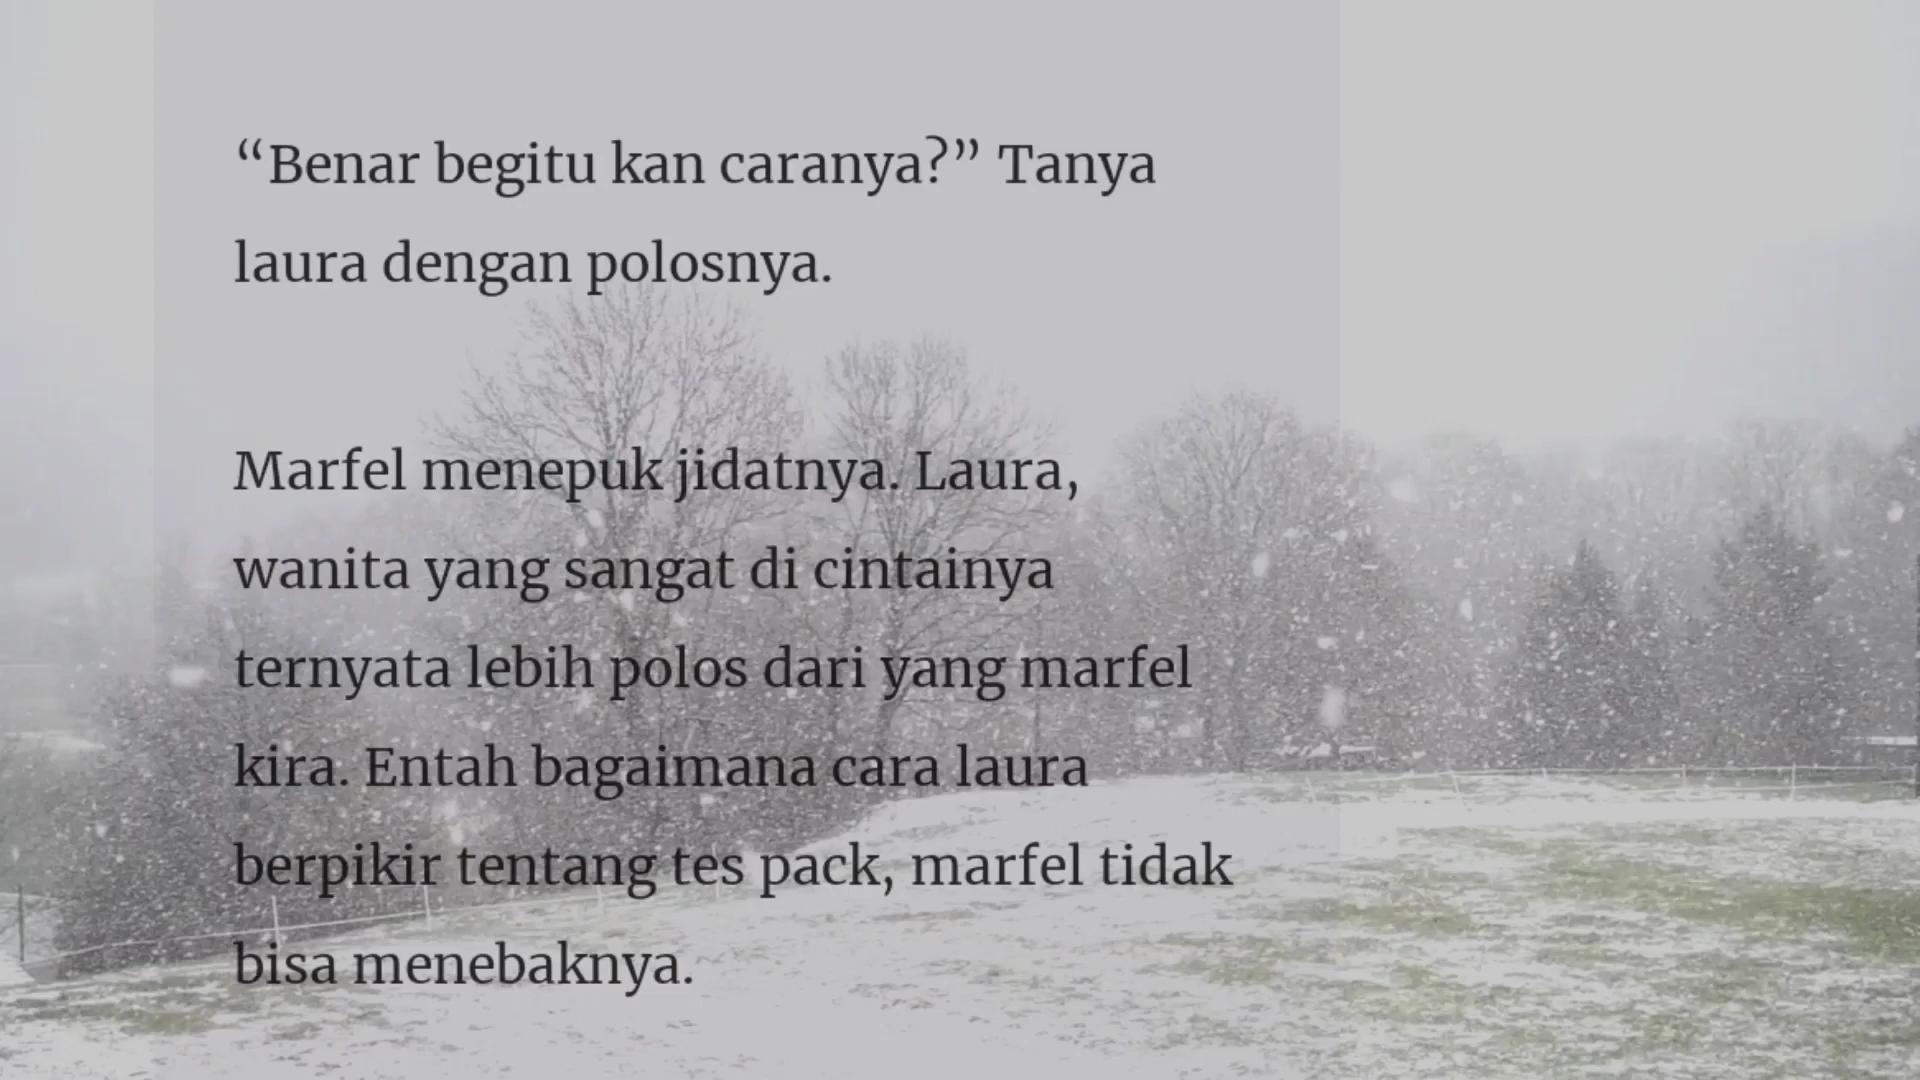 “Benar begitu kan caranya?” Tanya
laura dengan polosnya.
Marfel menepuk jidatnya. Laura,
wanita yang sangat di cintainya
ternyata lebih polos dari yang marfel
kira. Entah bagaimana cara laura
berpikir tentang tes pack, marfel tidak
bisa menebaknya.